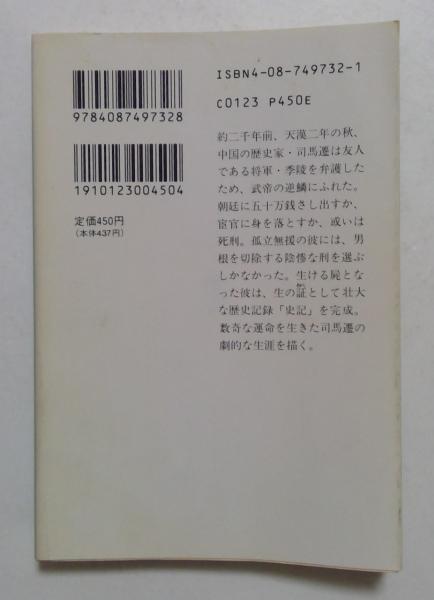 ISBN4-08-749732-1
C0123 P450E
9784087497328
1910123004504
定価450円
(本体437円)
約二千年前、天漢二年の秋、
中国の歴史家・司馬遷は友人
である将軍・李陵を弁護した
ため、武帝の逆鱗にふれた。
朝廷に五十万銭さし出すか、
宦官に身を落とすか、或いは
死刑。孤立無援の彼には、男
根を切除する陰惨な刑を選ぶ
しかなかった。生ける屍とな
った彼は、生の証として壮大
な歴史記録「史記」を完成。
数奇な運命を生きた司馬遷の
劇的な生涯を描く。